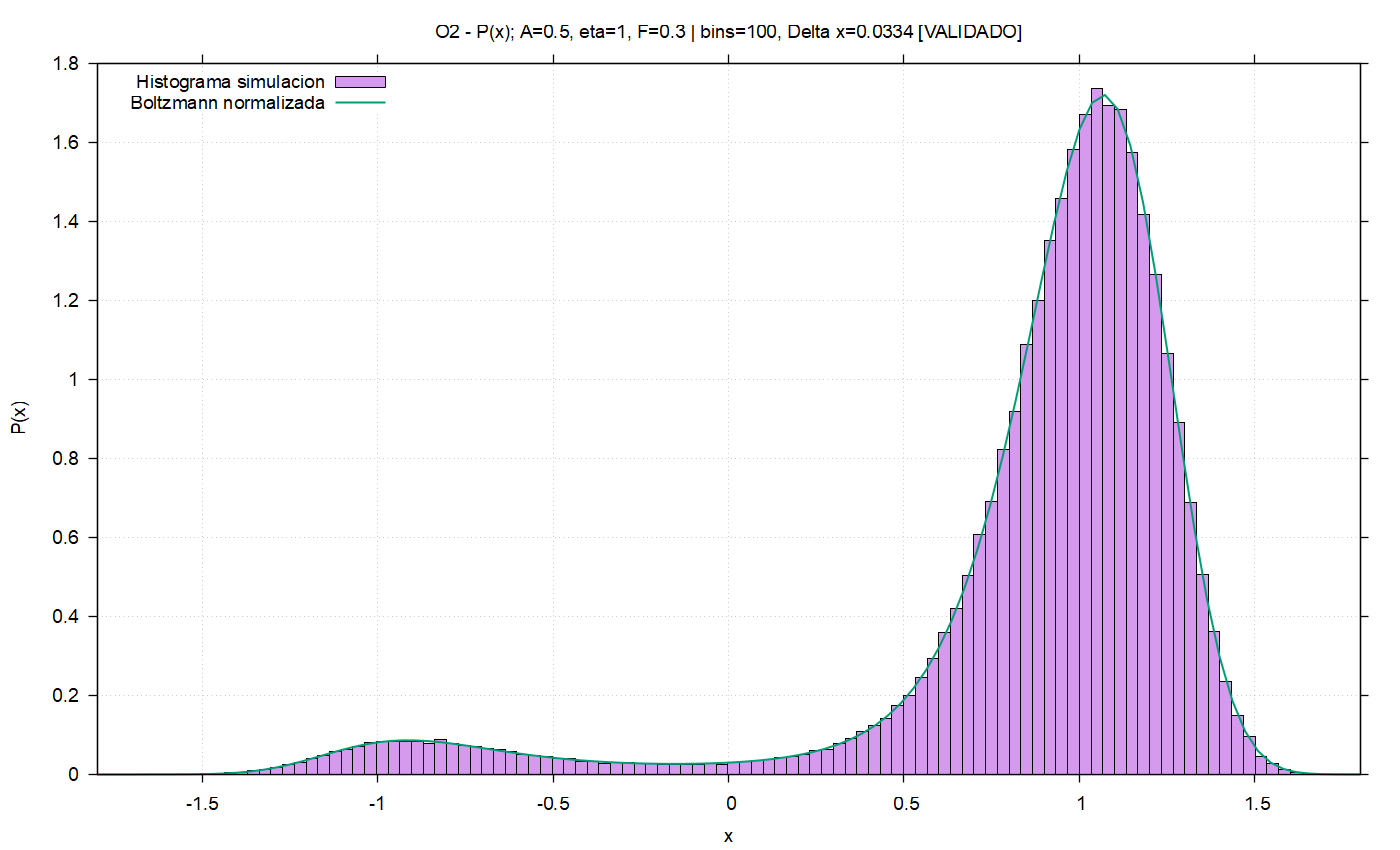 O2 - P(x); A=0.5, eta=1, F=0.3 | bins=100, Delta x=0.0334 [VALIDADO]
Histograma simulacion
Boltzmann normalizada
1.8
1.6
1.4
1.2
1
0.8
0.6
0.4
0.2
0
P(x)
-1.5 -1 -0.5 0 0.5 1 1.5
x